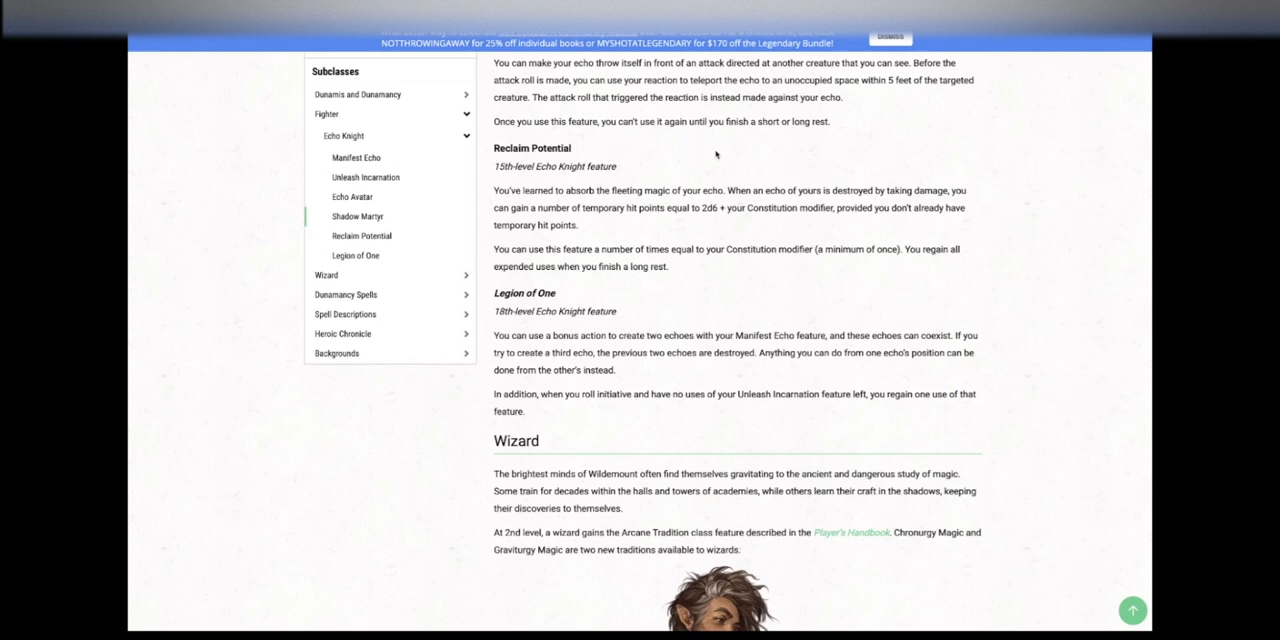 NOTTHROWINGAWAY for 25% off individual books or MYSHOTATLEGENDARY for $170 off the Legendary Bundle!
DISMISS
Subclasses
Dunamis and Dunamancy
Fighter
Echo Knight
Manifest Echo
Unleash Incarnation
Echo Avatar
Shadow Martyr
Reclaim Potential
Legion of One
Wizard
Dunamancy Spells
Spell Descriptions
Heroic Chronicle
Backgrounds
You can make your echo throw itself in front of an attack directed at another creature that you can see. Before the
attack roll is made, you can use your reaction to teleport the echo to an unoccupied space within 5 feet of the targeted
creature. The attack roll that triggered the reaction is instead made against your echo.
Once you use this feature, you can't use it again until you finish a short or long rest.
Reclaim Potential
15th-level Echo Knight feature
You've learned to absorb the fleeting magic of your echo. When an echo of yours is destroyed by taking damage, you
can gain a number of temporary hit points equal to 2d6 + your Constitution modifier, provided you don't already have
temporary hit points.
You can use this feature a number of times equal to your Constitution modifier (a minimum of once). You regain all
expended uses when you finish a long rest.
Legion of One
18th-level Echo Knight feature
You can use a bonus action to create two echoes with your Manifest Echo feature, and these echoes can coexist. If you
try to create a third echo, the previous two echoes are destroyed. Anything you can do from one echo's position can be
done from the other's instead.
In addition, when you roll initiative and have no uses of your Unleash Incarnation feature left, you regain one use of that
feature.
Wizard
The brightest minds of Wildemount often find themselves gravitating to the ancient and dangerous study of magic.
Some train for decades within the halls and towers of academies, while others learn their craft in the shadows, keeping
their discoveries to themselves.
At 2nd level, a wizard gains the Arcane Tradition class feature described in the Player's Handbook. Chronurgy Magic and
Graviturgy Magic are two new traditions available to wizards.